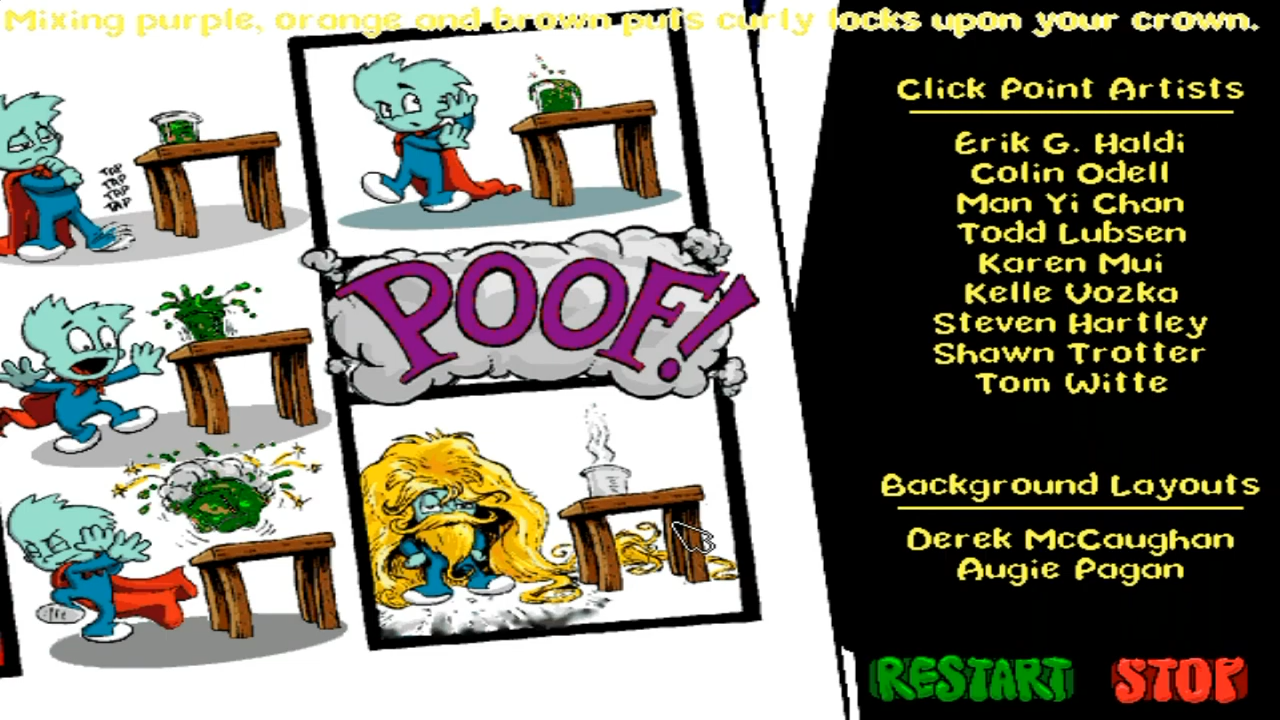 Mixing purple, orange and brown puts curly locks upon your crown.
TAP
TAP
TAP
TAP
POOF!
Click Point Artists
Erik G. Haldi
Colin Odell
Man Yi Chan
Todd Lubsen
Karen Mui
Kelle Vozka
Steven Hartley
Shawn Trotter
Tom Witte
Background Layouts
Derek McCaughan
Augie Pagan
RESTART STOP